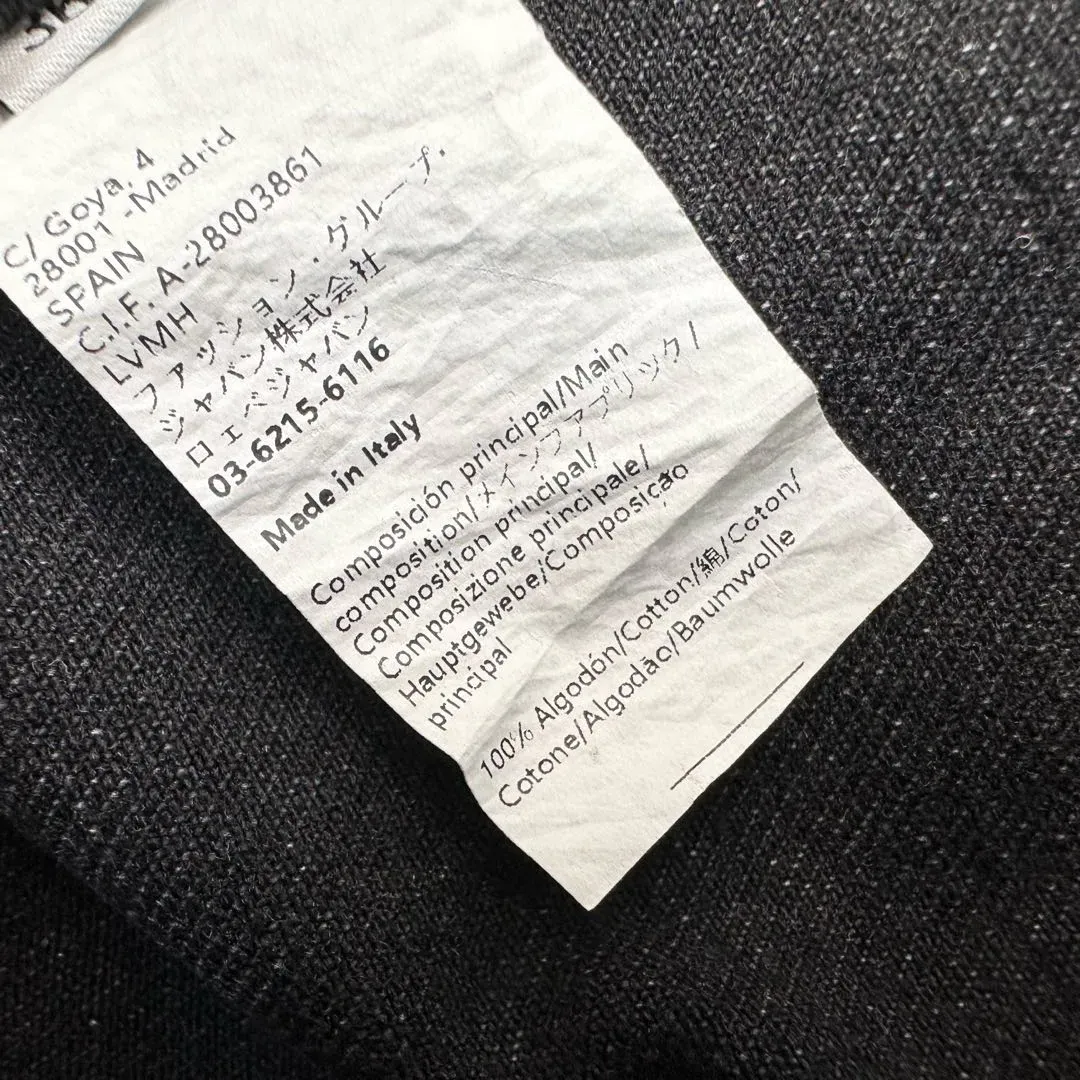 C/ Goya, 4
28001 -Madrid
SPAIN
C.I.F. A-28003861
LVMH
ファッション・グループ.
ジャパン株式会社
ロエベジャパン
03-6215-6116
Made in Italy
Composición principal/Main
composition/メインファブリック/
Composition principal/
Composizione principale/
Hauptgewebe/Composição
principal
100% Algodón/Cotton/綿/Coton/
Cotone/Algodão/Baumwolle